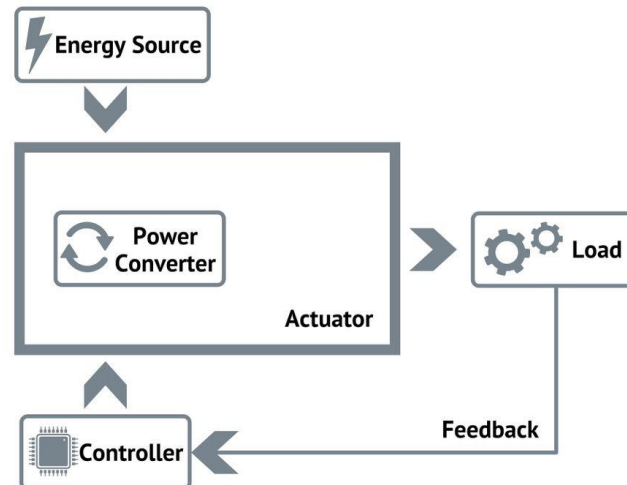 Energy Source
Power
Converter
Load
Actuator
Feedback
Controller